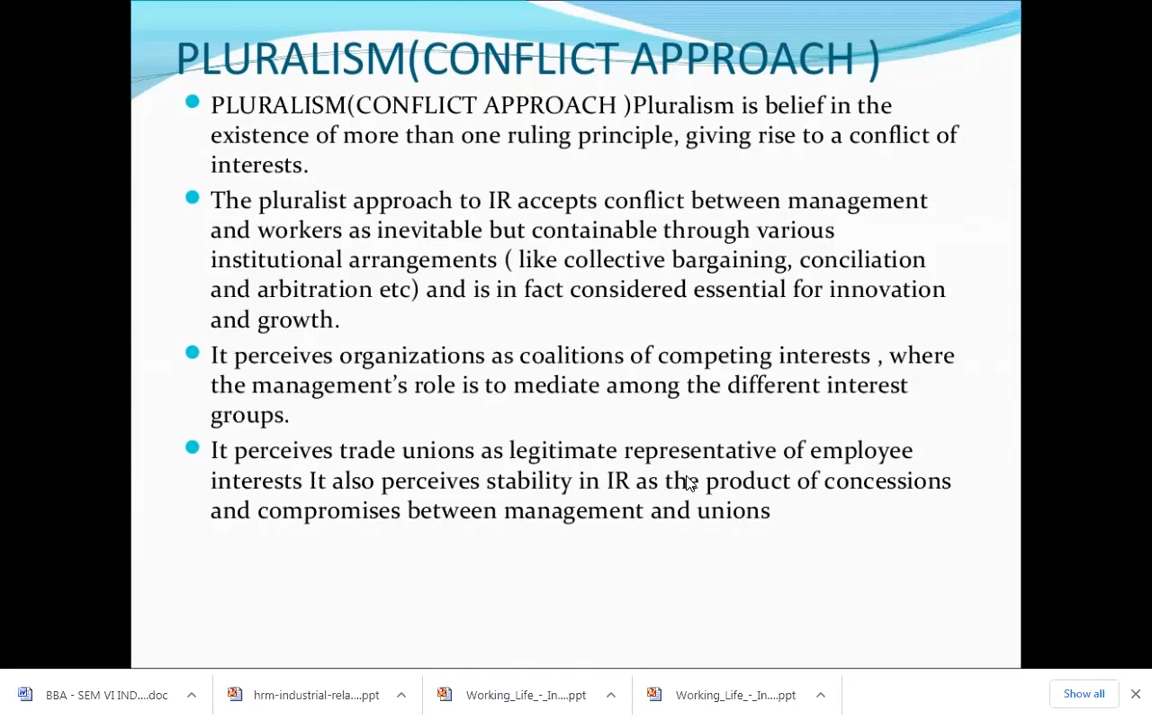 PLURALISM(CONFLICT APPROACH )
PLURALISM(CONFLICT APPROACH )Pluralism is belief in the
existence of more than one ruling principle, giving rise to a conflict of
interests.
The pluralist approach to IR accepts conflict between management
and workers as inevitable but containable through various
institutional arrangements ( like collective bargaining, conciliation
and arbitration etc) and is in fact considered essential for innovation
and growth.
It perceives organizations as coalitions of competing interests , where
the management’s role is to mediate among the different interest
groups.
It perceives trade unions as legitimate representative of employee
interests It also perceives stability in IR as the product of concessions
and compromises between management and unions
BBA - SEM VI IND....doc hrm-industrial-rela....ppt Working_Life_-_In....ppt Working_Life_-_In....ppt Show all